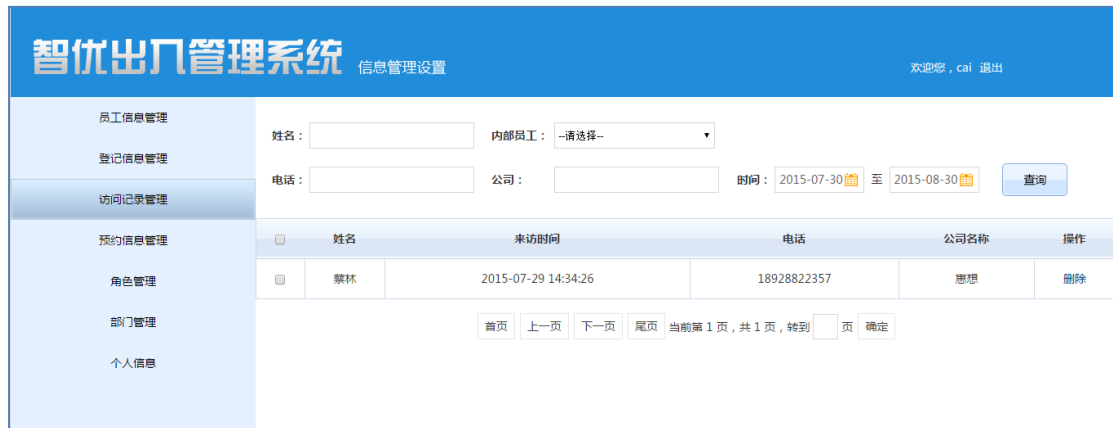 智优出入管理系统 信息管理设置 欢迎您，cai 退出
员工信息管理
登记信息管理
访问记录管理
预约信息管理
角色管理
部门管理
个人信息
姓名： 内部员工： --请选择--
电话： 公司： 时间： 2015-07-30 至 2015-08-30 查询
姓名 来访时间 电话 公司名称 操作
蔡林 2015-07-29 14:34:26 18928822357 惠想 删除
首页 上一页 下一页 尾页 当前第 1 页，共 1 页，转到 页 确定